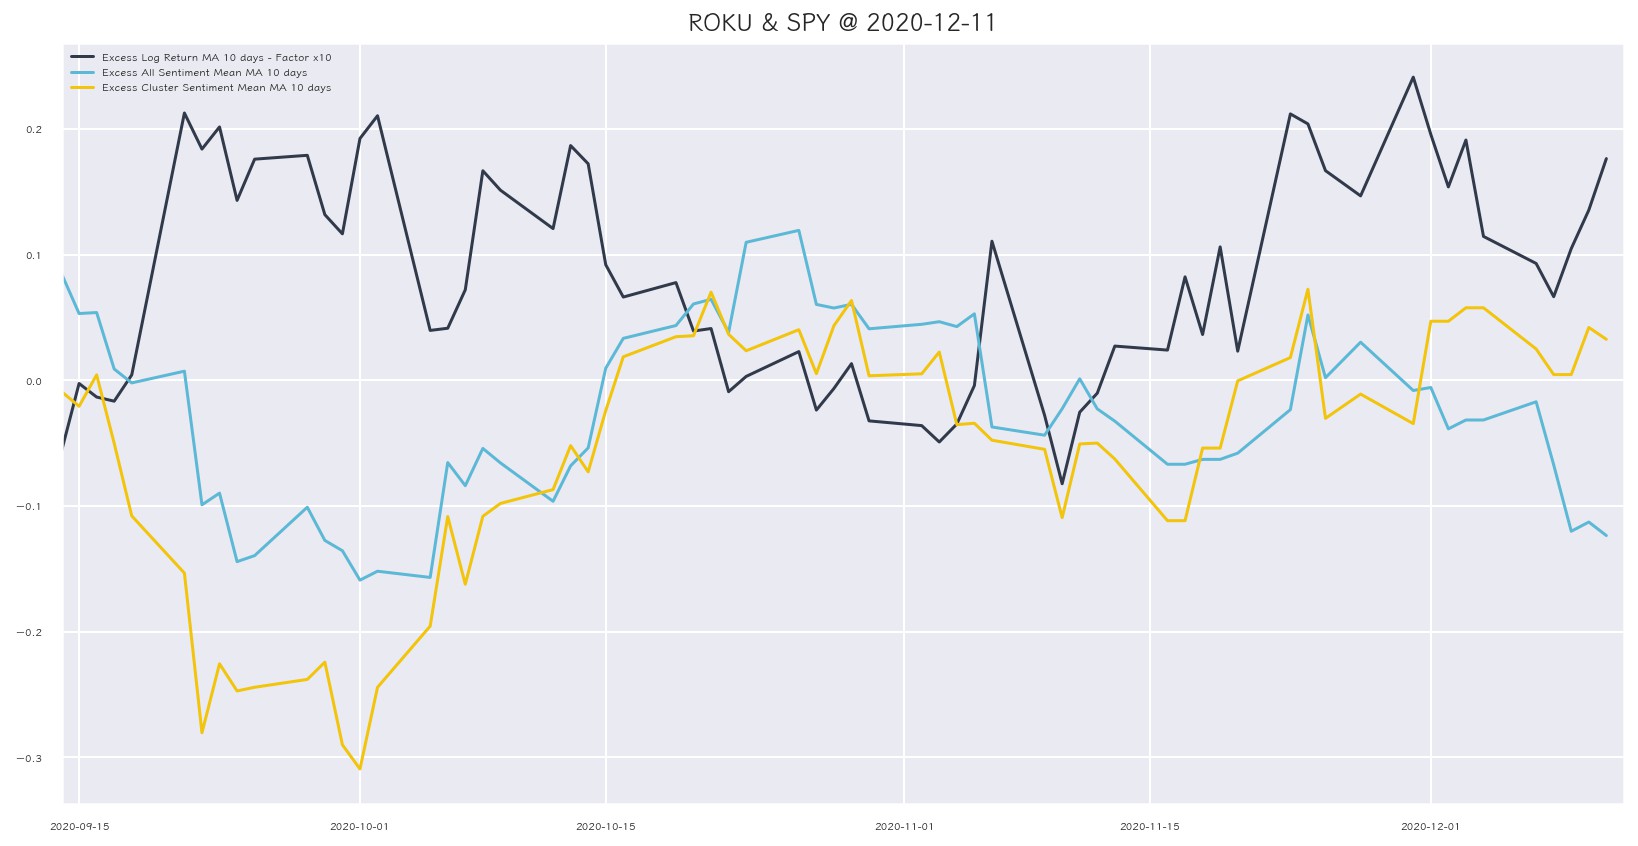 ROKU & SPY @ 2020-12-11
Excess Log Return MA 10 days - Factor x10
Excess All Sentiment Mean MA 10 days
Excess Cluster Sentiment Mean MA 10 days
0.2
0.1
0.0
−0.1
−0.2
−0.3
2020-09-15 2020-10-01 2020-10-15 2020-11-01 2020-11-15 2020-12-01